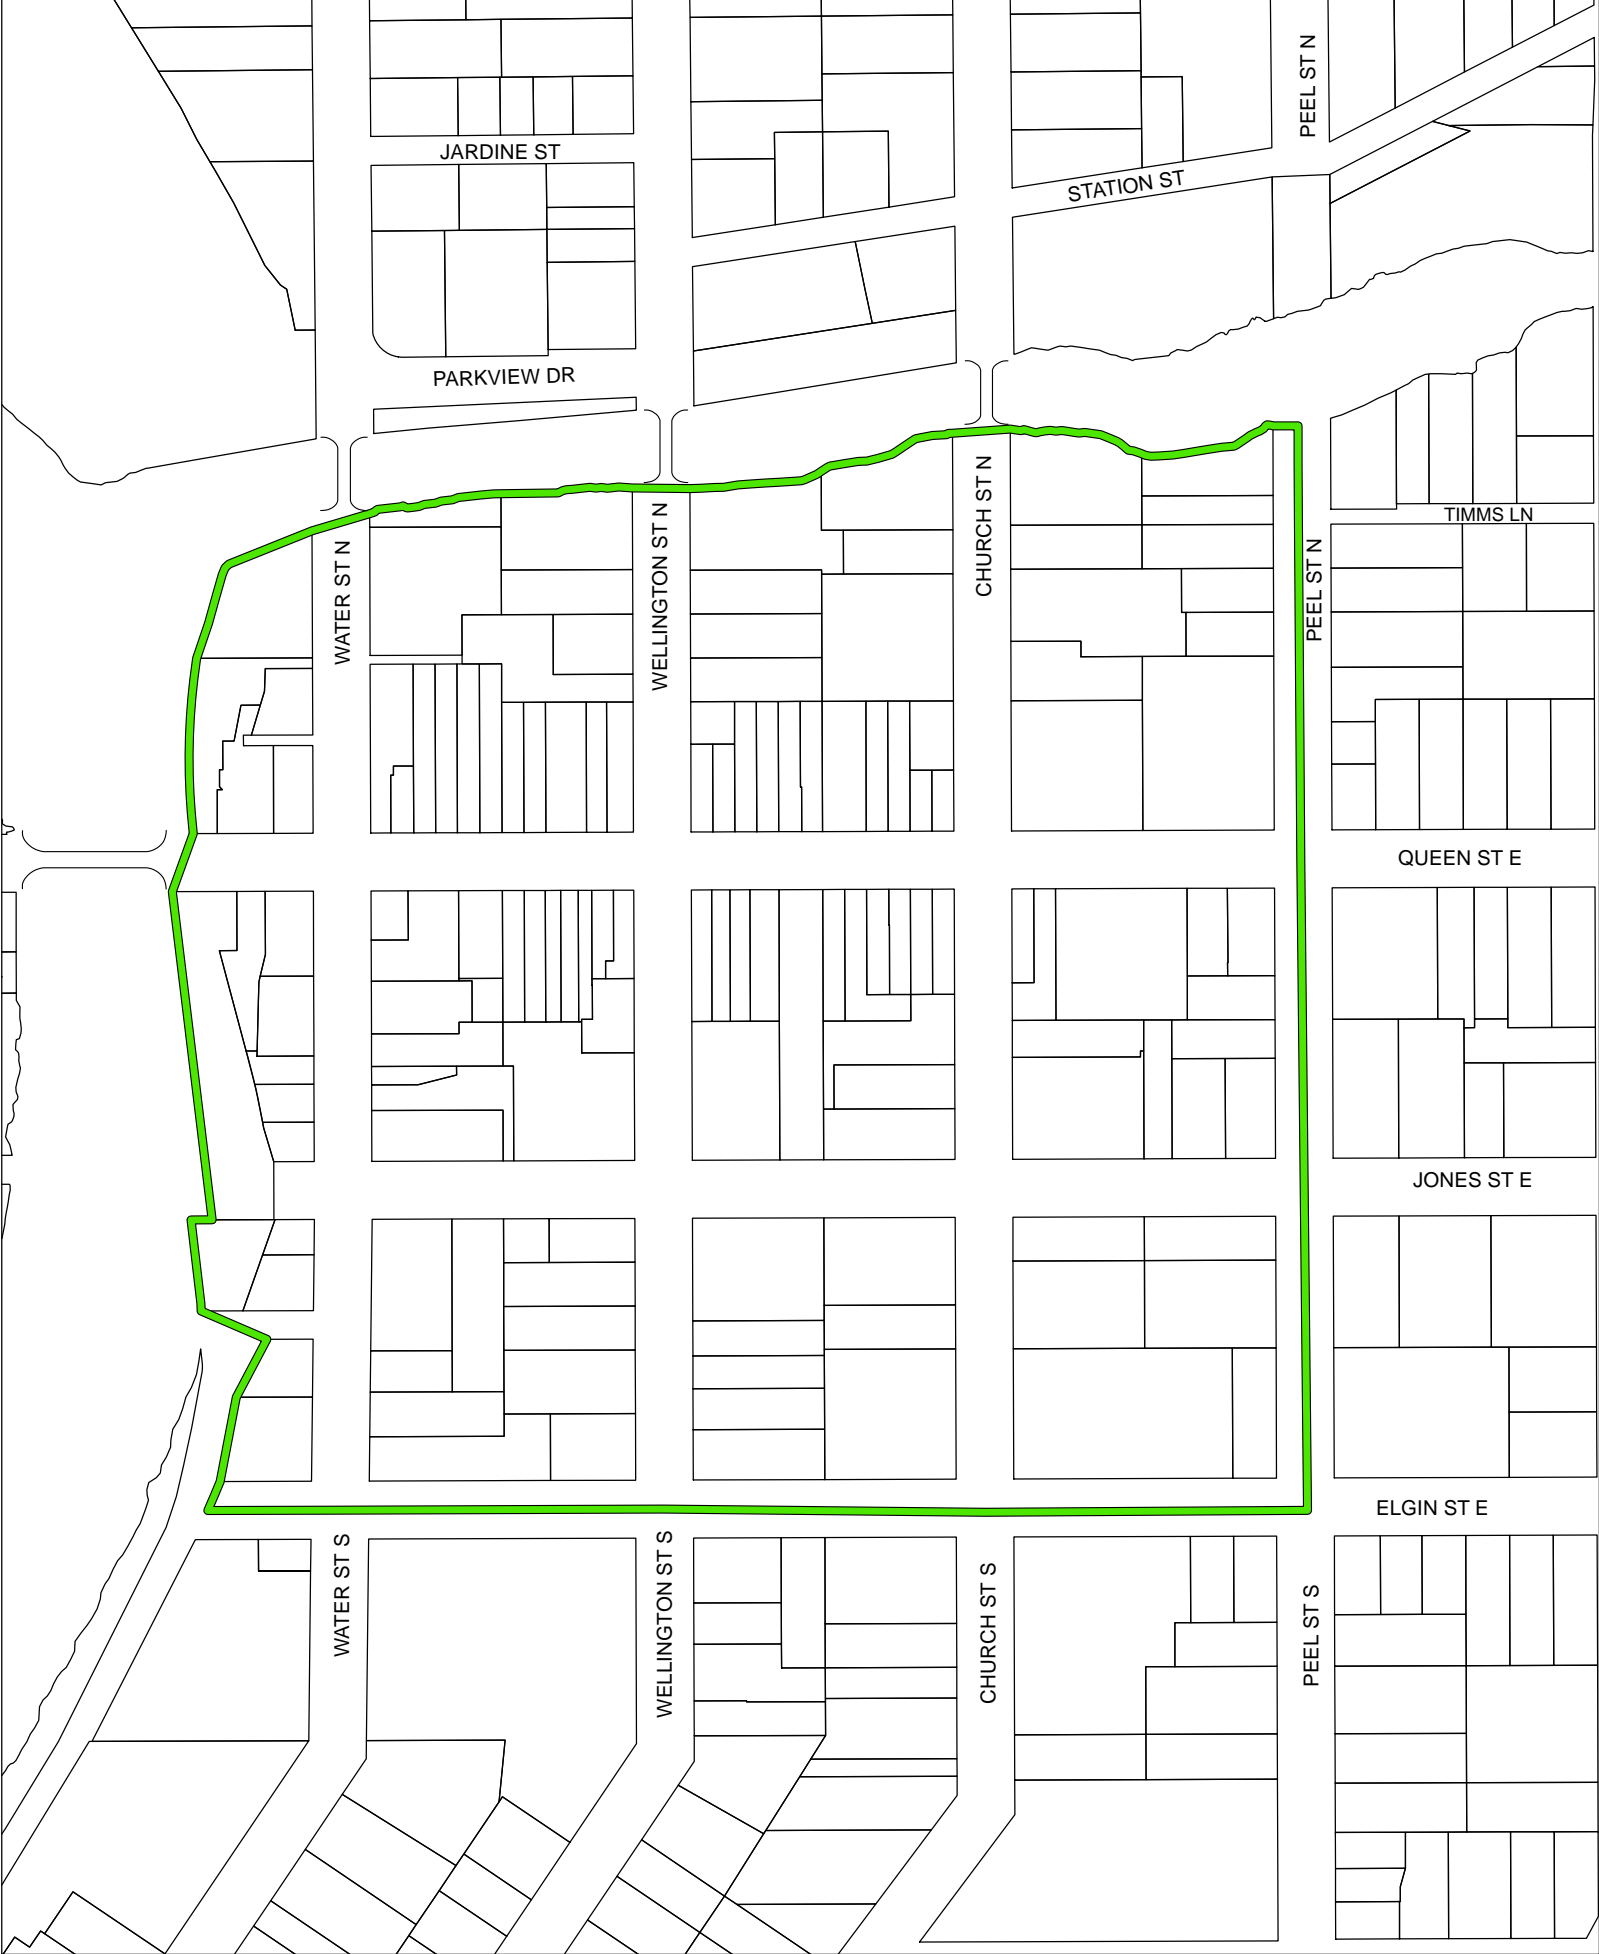 PEEL ST N
JARDINE ST
STATION ST
PARKVIEW DR
TIMMS LN
WATER ST N
WELLINGTON ST N
CHURCH ST N
PEEL ST N
QUEEN ST E
JONES ST E
ELGIN ST E
WATER ST S
WELLINGTON ST S
CHURCH ST S
PEEL ST S